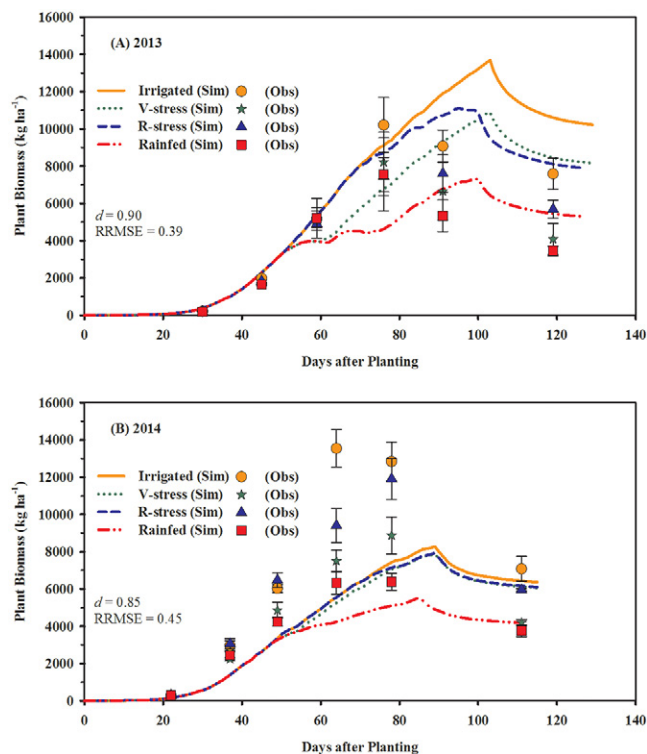 16000
14000
12000
10000
8000
6000
4000
2000
0
Plant Biomass (kg ha⁻¹)
(A) 2013
Irrigated (Sim) (Obs)
V-stress (Sim) (Obs)
R-stress (Sim) (Obs)
Rainfed (Sim) (Obs)
d = 0.90
RRMSE = 0.39
0 20 40 60 80 100 120 140
Days after Planting
16000
14000
12000
10000
8000
6000
4000
2000
0
Plant Biomass (kg ha⁻¹)
(B) 2014
Irrigated (Sim) (Obs)
V-stress (Sim) (Obs)
R-stress (Sim) (Obs)
Rainfed (Sim) (Obs)
d = 0.85
RRMSE = 0.45
0 20 40 60 80 100 120 140
Days after Planting